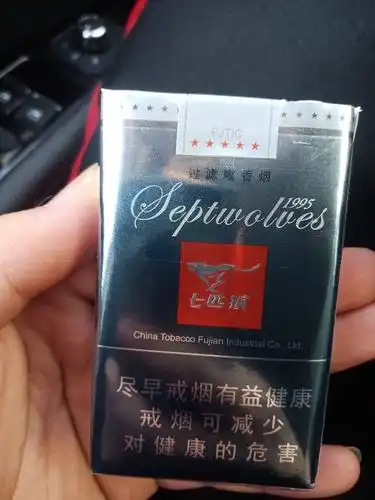 FJTIC
过滤嘴香烟
1995
Septwolves
七匹狼
China Tobacco Fujian Industrial Co., Ltd.
尽早戒烟有益健康
戒烟可减少
对健康的危害